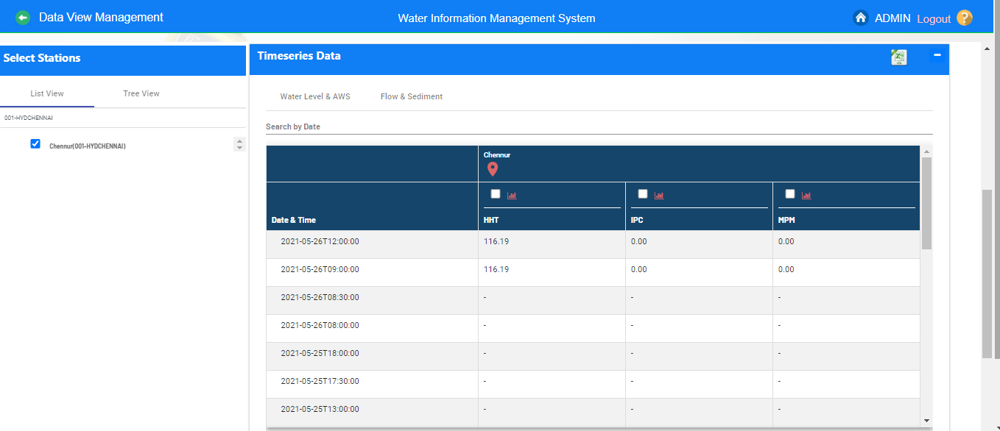 Data View Management
Water Information Management System
ADMIN Logout ?
Select Stations
List View Tree View
001-HYDCHENNAI
Chennur(001-HYDCHENNAI)
Timeseries Data
Water Level & AWS Flow & Sediment
Search by Date
Chennur
Date & Time HHT IPC MPM
2021-05-26T12:00:00 116.19 0.00 0.00
2021-05-26T09:00:00 116.19 0.00 0.00
2021-05-26T08:30:00 - - -
2021-05-26T08:00:00 - - -
2021-05-25T18:00:00 - - -
2021-05-25T17:30:00 - - -
2021-05-25T13:00:00 - - -